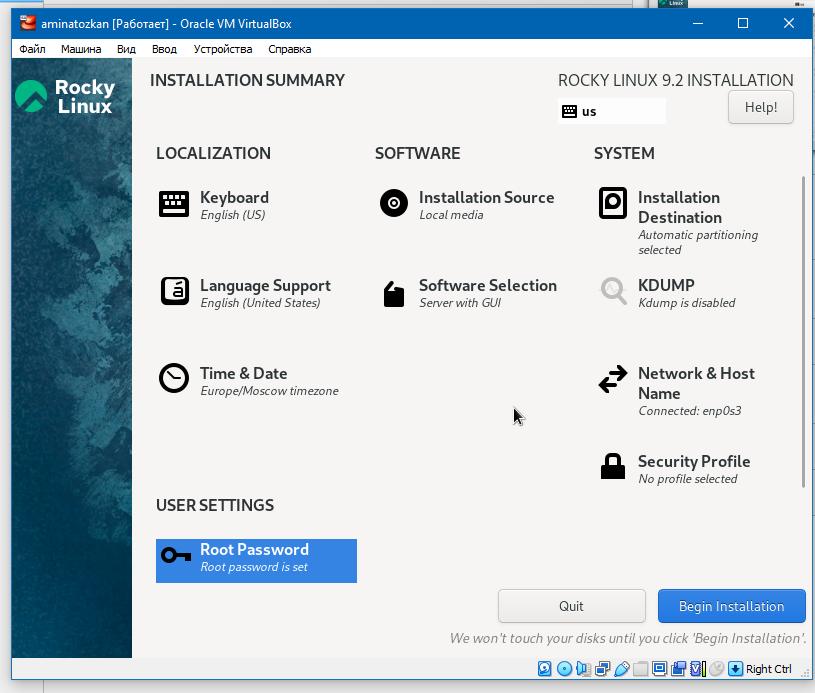 Linux
aminatozkan [Работает] - Oracle VM VirtualBox
Файл Машина Вид Ввод Устройства Справка
Rocky
Linux
INSTALLATION SUMMARY
ROCKY LINUX 9.2 INSTALLATION
us
Help!
LOCALIZATION
Keyboard
English (US)
Language Support
English (United States)
Time & Date
Europe/Moscow timezone
SOFTWARE
Installation Source
Local media
Software Selection
Server with GUI
SYSTEM
Installation
Destination
Automatic partitioning
selected
KDUMP
Kdump is disabled
Network & Host
Name
Connected: enp0s3
Security Profile
No profile selected
USER SETTINGS
Root Password
Root password is set
Quit
Begin Installation
We won't touch your disks until you click 'Begin Installation'.
Right Ctrl